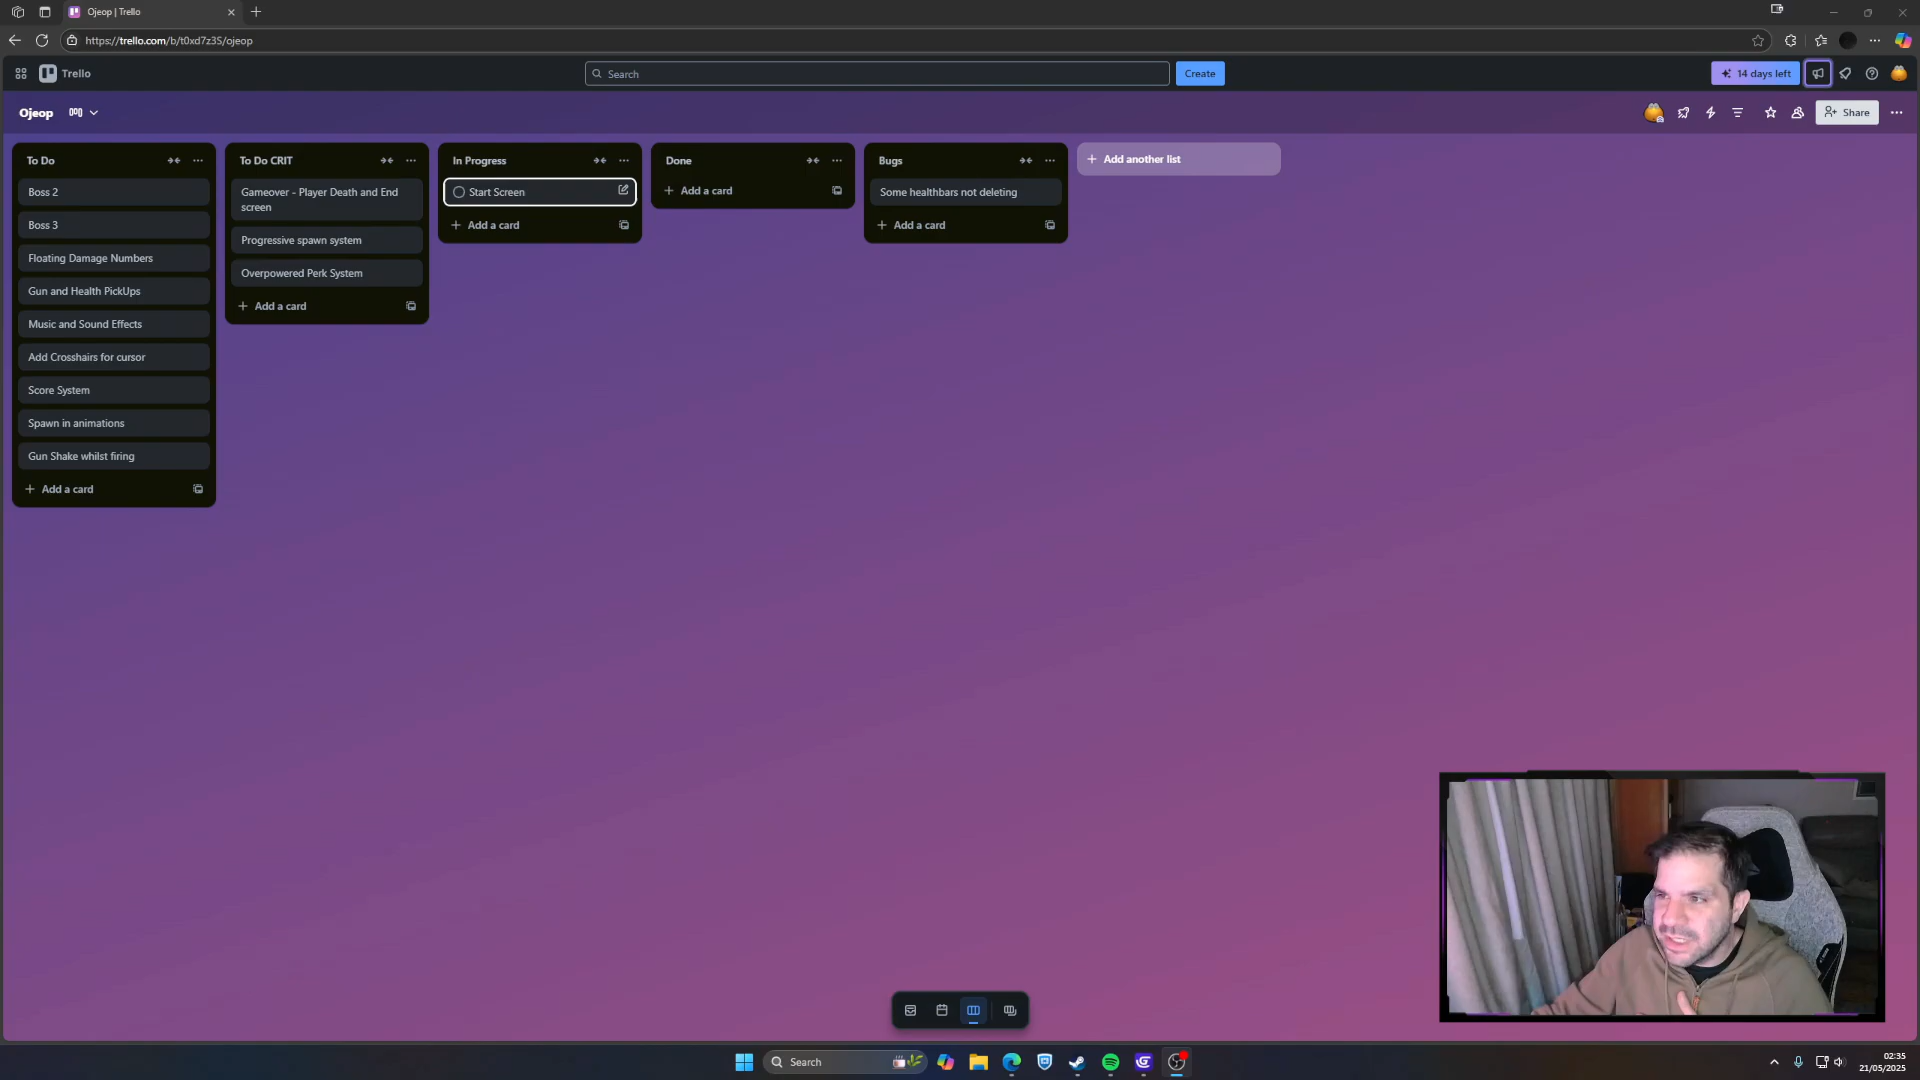 Ojeop | Trello
https://trello.com/b/t0xd7z3S/ojeop
Trello
Search
Create
14 days left
Ojeop
Share
To Do
Boss 2
Boss 3
Floating Damage Numbers
Gun and Health PickUps
Music and Sound Effects
Add Crosshairs for cursor
Score System
Spawn in animations
Gun Shake whilst firing
Add a card
To Do CRIT
Gameover - Player Death and End
screen
Progressive spawn system
Overpowered Perk System
Add a card
In Progress
Start Screen
Add a card
Done
Add a card
Bugs
Some healthbars not deleting
Add a card
Add another list
Search
02:35
21/05/2025